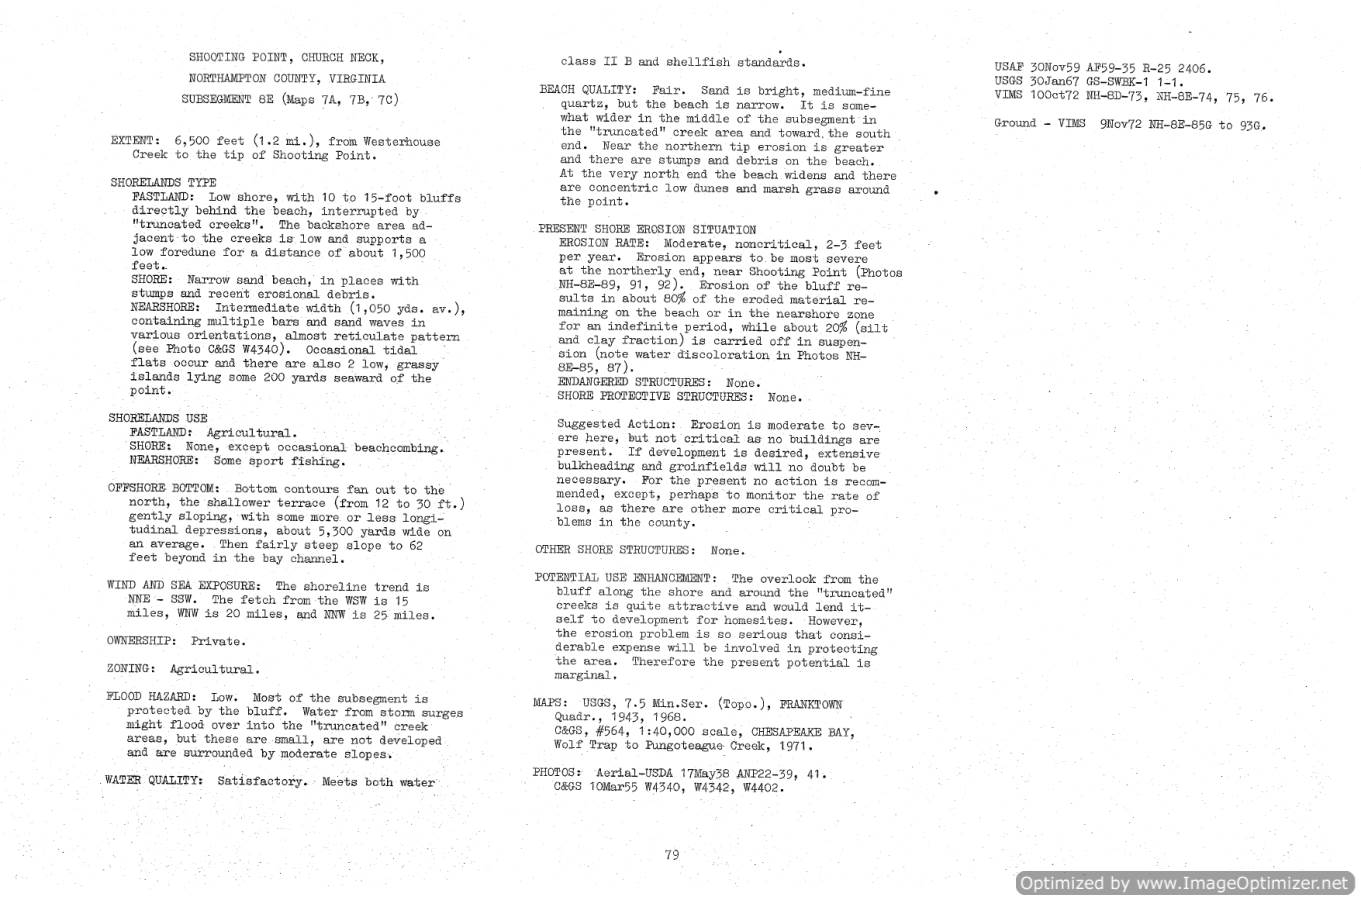 SHOOTING POINT, CHURCH NECK,
NORTHAMPTON COUNTY, VIRGINIA
SUBSEGMENT 8E (Maps 7A, 7B, 7C)
EXTENT: 6,500 feet (1.2 mi.), from Westerhouse
Creek to the tip of Shooting Point.
SHORELANDS TYPE
FASTLAND: Low shore, with 10 to 15-foot bluffs
directly behind the beach, interrupted by
"truncated creeks". The backshore area ad-
jacent to the creeks is low and supports a
low foredune for a distance of about 1,500
feet.
SHORE: Narrow sand beach, in places with
stumps and recent erosional debris.
NEARSHORE: Intermediate width (1,050 yds. av.),
containing multiple bars and sand waves in
various orientations, almost reticulate pattern
(see Photo C&GS W4340). Occasional tidal
flats occur and there are also 2 low, grassy
islands lying some 200 yards seaward of the
point.
SHORELANDS USE
FASTLAND: Agricultural.
SHORE: None, except occasional beachcombing.
NEARSHORE: Some sport fishing.
OFFSHORE BOTTOM: Bottom contours fan out to the
north, the shallower terrace (from 12 to 30 ft.)
gently sloping, with some more or less longi-
tudinal depressions, about 5,300 yards wide on
an average. Then fairly steep slope to 62
feet beyond in the bay channel.
WIND AND SEA EXPOSURE: The shoreline trend is
NNE - SSW. The fetch from the WSW is 15
miles, WNW is 20 miles, and NNW is 25 miles.
OWNERSHIP: Private.
ZONING: Agricultural.
FLOOD HAZARD: Low. Most of the subsegment is
protected by the bluff. Water from storm surges
might flood over into the "truncated" creek
areas, but these are small, are not developed
and are surrounded by moderate slopes.
WATER QUALITY: Satisfactory. Meets both water
class II B and shellfish standards.
BEACH QUALITY: Fair. Sand is bright, medium-fine
quartz, but the beach is narrow. It is some-
what wider in the middle of the subsegment in
the "truncated" creek area and toward the south
end. Near the northern tip erosion is greater
and there are stumps and debris on the beach.
At the very north end the beach widens and there
are concentric low dunes and marsh grass around
the point.
PRESENT SHORE EROSION SITUATION
EROSION RATE: Moderate, noncritical, 2-3 feet
per year. Erosion appears to be most severe
at the northerly end, near Shooting Point (Photos
NH-8E-89, 91, 92). Erosion of the bluff re-
sults in about 80% of the eroded material re-
maining on the beach or in the nearshore zone
for an indefinite period, while about 20% (silt
and clay fraction) is carried off in suspen-
sion (note water discoloration in Photos NH-
8E-85, 87).
ENDANGERED STRUCTURES: None.
SHORE PROTECTIVE STRUCTURES: None.
Suggested Action: Erosion is moderate to sev-
ere here, but not critical as no buildings are
present. If development is desired, extensive
bulkheading and groinfields will no doubt be
necessary. For the present no action is recom-
mended, except, perhaps to monitor the rate of
loss, as there are other more critical pro-
blems in the county.
OTHER SHORE STRUCTURES: None.
POTENTIAL USE ENHANCEMENT: The overlook from the
bluff along the shore and around the "truncated"
creeks is quite attractive and would lend it-
self to development for homesites. However,
the erosion problem is so serious that consi-
derable expense will be involved in protecting
the area. Therefore the present potential is
marginal.
MAPS: USGS, 7.5 Min.Ser. (Topo.), FRANKTOWN
Quadr., 1943, 1968.
C&GS, #564, 1:40,000 scale, CHESAPEAKE BAY,
Wolf Trap to Pungoteague Creek, 1971.
PHOTOS: Aerial-USDA 17May38 ANP22-39, 41.
C&GS 10Mar55 W4340, W4342, W4402.
USAF 30Nov59 AF59-35 R-25 2406.
USGS 30Jan67 GS-SWBK-1 1-1.
VIMS 10Oct72 NH-8D-73, NH-8E-74, 75, 76.
Ground - VIMS 9Nov72 NH-8E-85G to 93G.
79
Optimized by www.ImageOptimizer.net